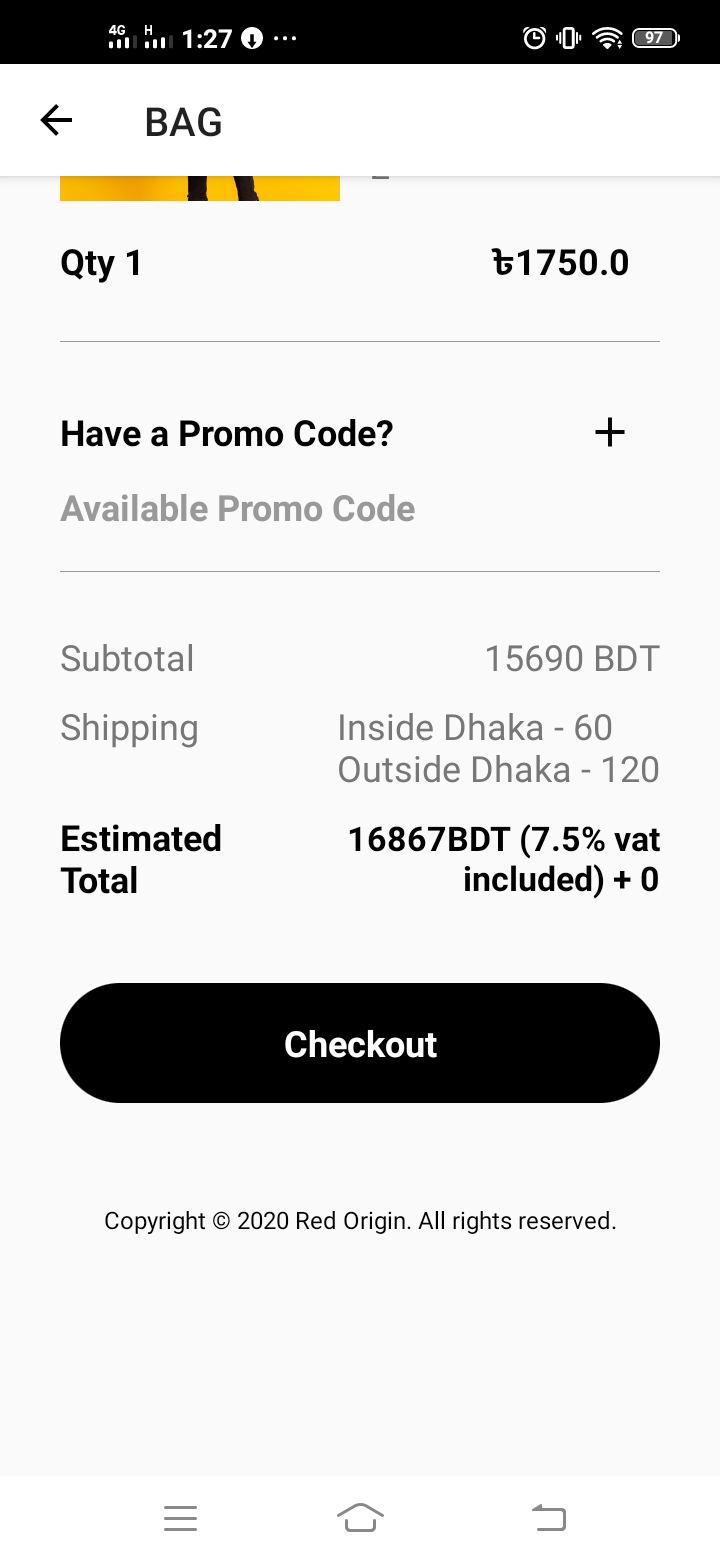 4G H 1:27 97
BAG
Qty 1 ৳1750.0
Have a Promo Code? +
Available Promo Code
Subtotal 15690 BDT
Shipping Inside Dhaka - 60
Outside Dhaka - 120
Estimated 16867BDT (7.5% vat
Total included) + 0
Checkout
Copyright © 2020 Red Origin. All rights reserved.